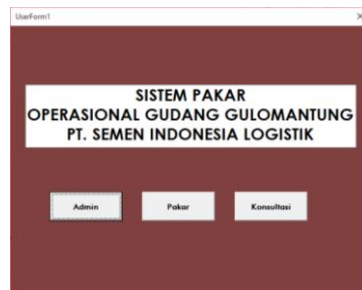 UserForm1
SISTEM PAKAR
OPERASIONAL GUDANG GULOMANTUNG
PT. SEMEN INDONESIA LOGISTIK
Admin Pakar Konsultasi